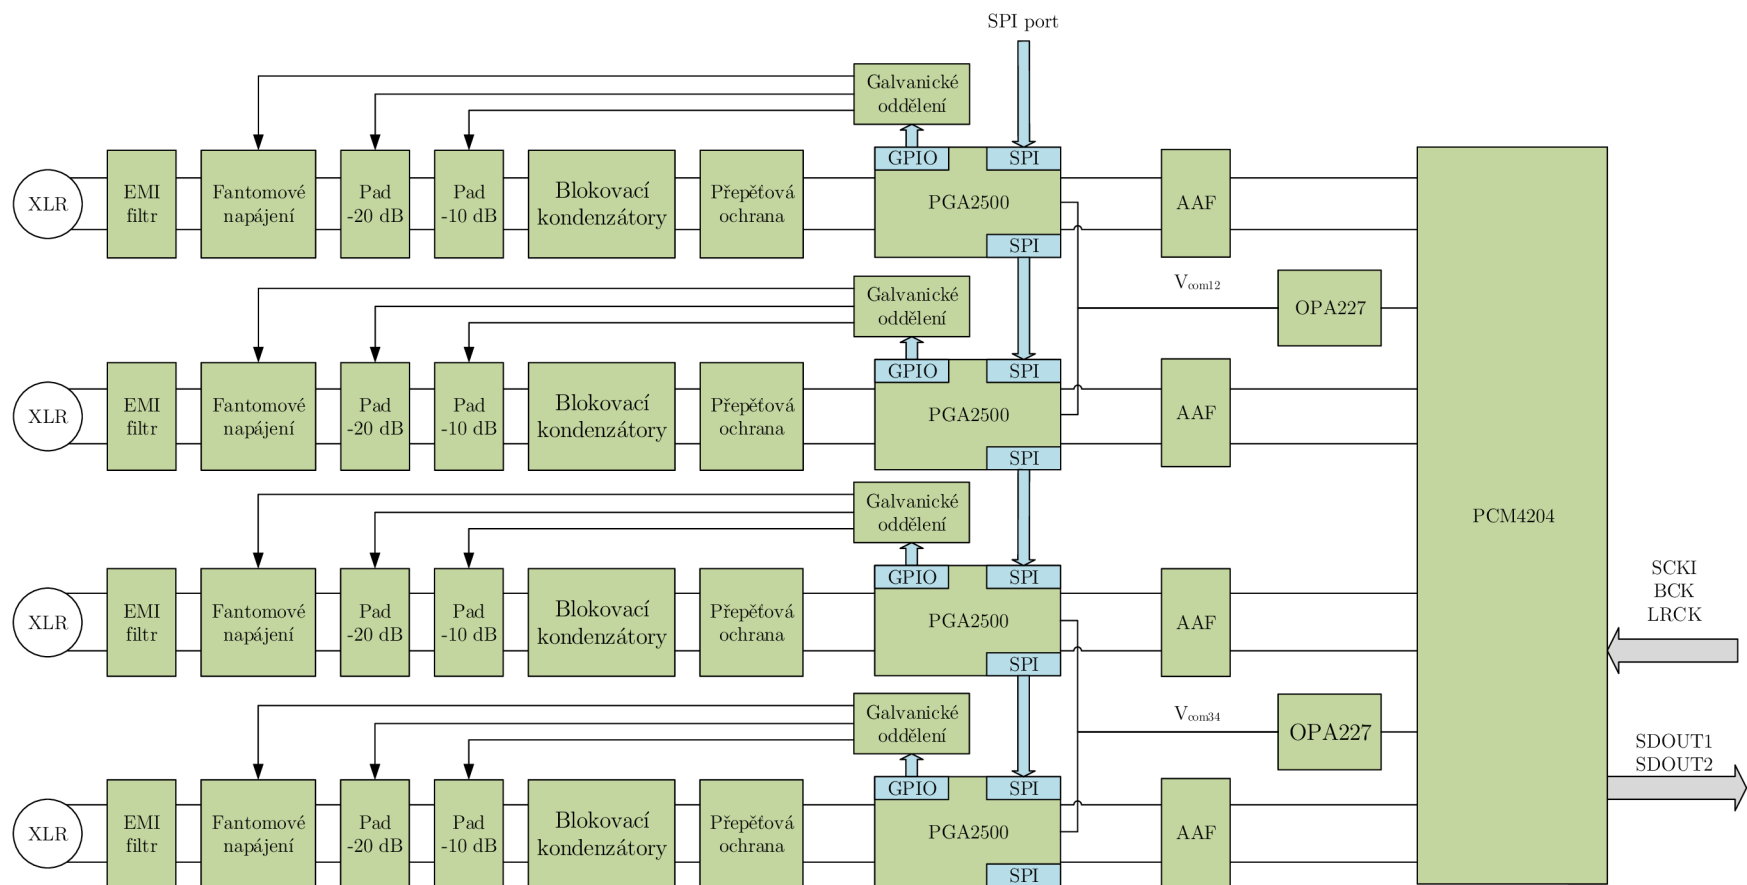 SPI port
Galvanické
oddělení
GPIO
SPI
XLR
EMI
filtr
Fantomové
napájení
Pad
-20 dB
Pad
-10 dB
Blokovací
kondenzátory
Přepěťová
ochrana
PGA2500
AAF
SPI
Vcom12
OPA227
Galvanické
oddělení
GPIO
SPI
XLR
EMI
filtr
Fantomové
napájení
Pad
-20 dB
Pad
-10 dB
Blokovací
kondenzátory
Přepěťová
ochrana
PGA2500
AAF
SPI
PCM4204
Galvanické
oddělení
GPIO
SPI
XLR
EMI
filtr
Fantomové
napájení
Pad
-20 dB
Pad
-10 dB
Blokovací
kondenzátory
Přepěťová
ochrana
PGA2500
AAF
SPI
SCKI
BCK
LRCK
Vcom34
OPA227
SDOUT1
SDOUT2
Galvanické
oddělení
GPIO
SPI
XLR
EMI
filtr
Fantomové
napájení
Pad
-20 dB
Pad
-10 dB
Blokovací
kondenzátory
Přepěťová
ochrana
PGA2500
AAF
SPI